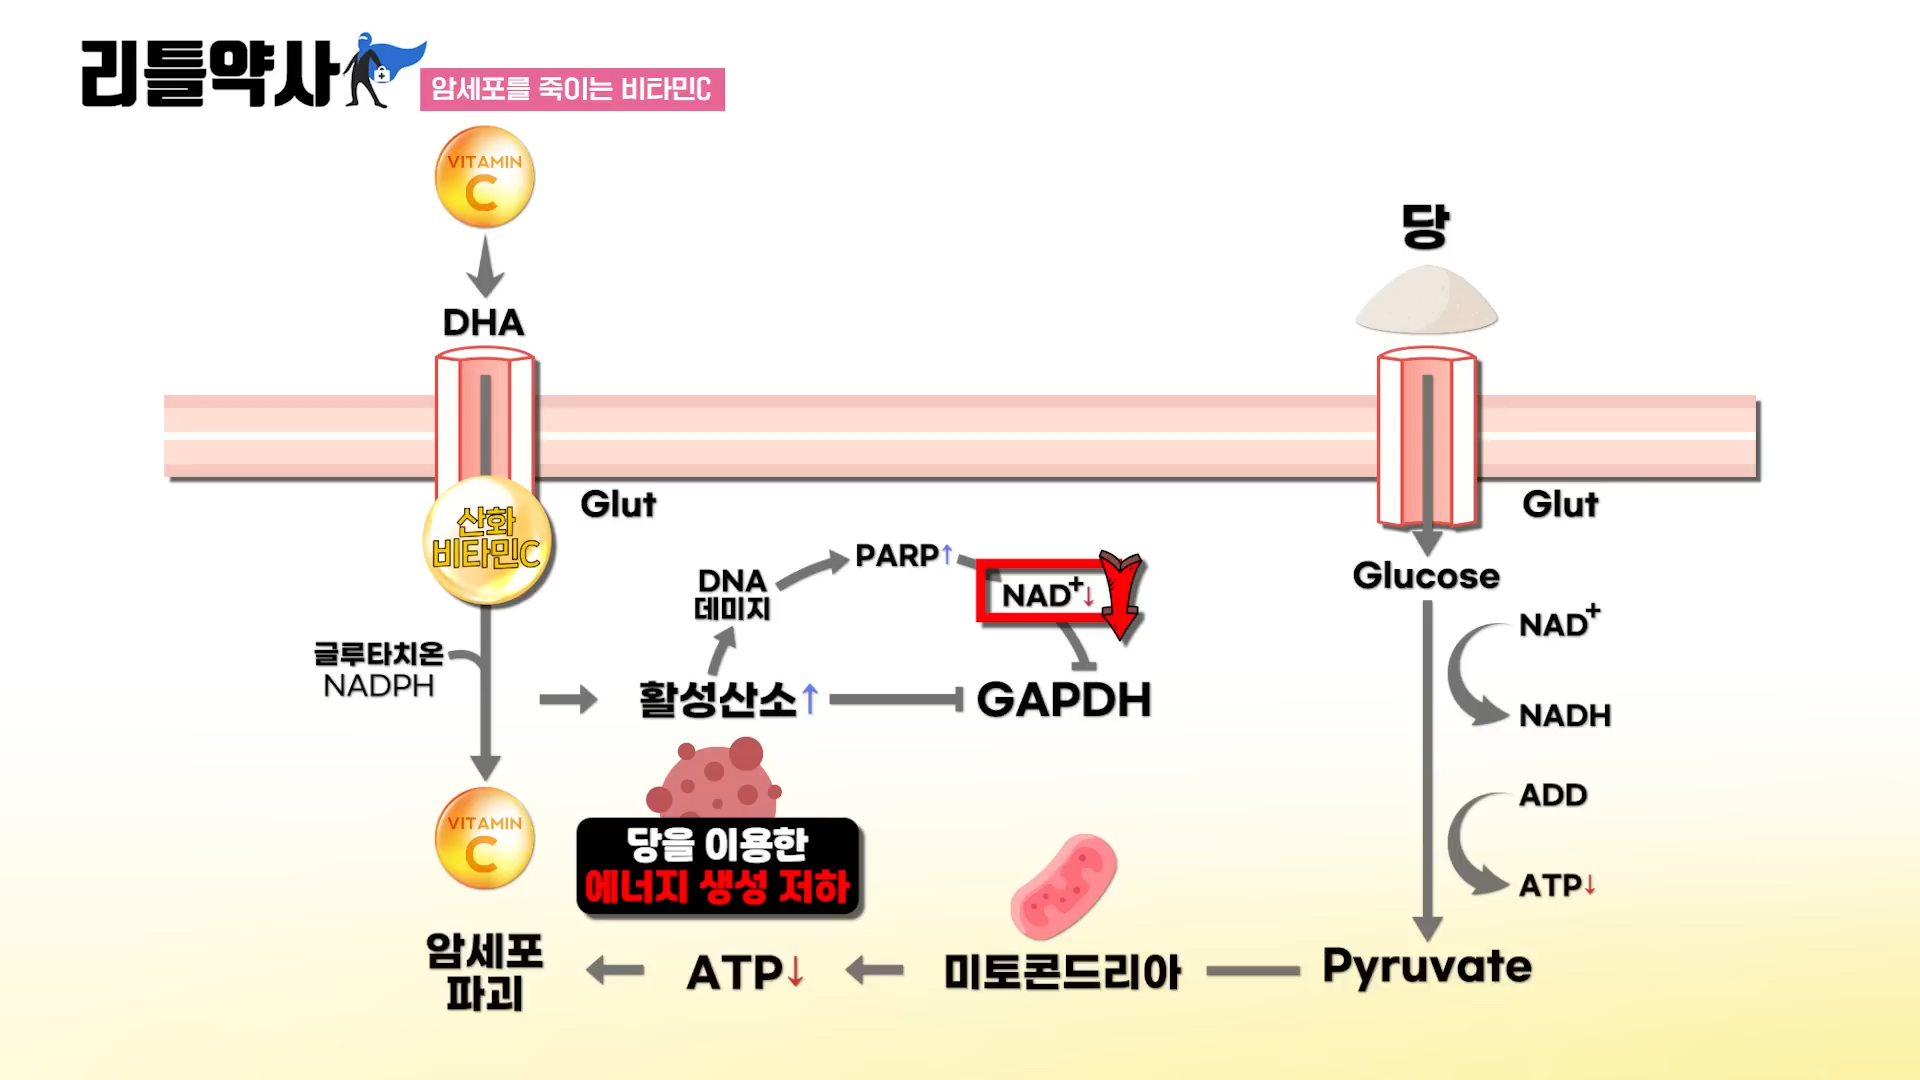 리틀약사
암세포를 죽이는 비타민C
VITAMIN
C
DHA
당
Glut
Glut
산화
비타민C
글루타치온
NADPH
DNA
데미지
PARP↑
NAD+↓
활성산소↑
GAPDH
Glucose
NAD+
NADH
ADD
ATP↓
VITAMIN
C
당을 이용한
에너지 생성 저하
암세포
파괴
ATP↓
미토콘드리아
Pyruvate